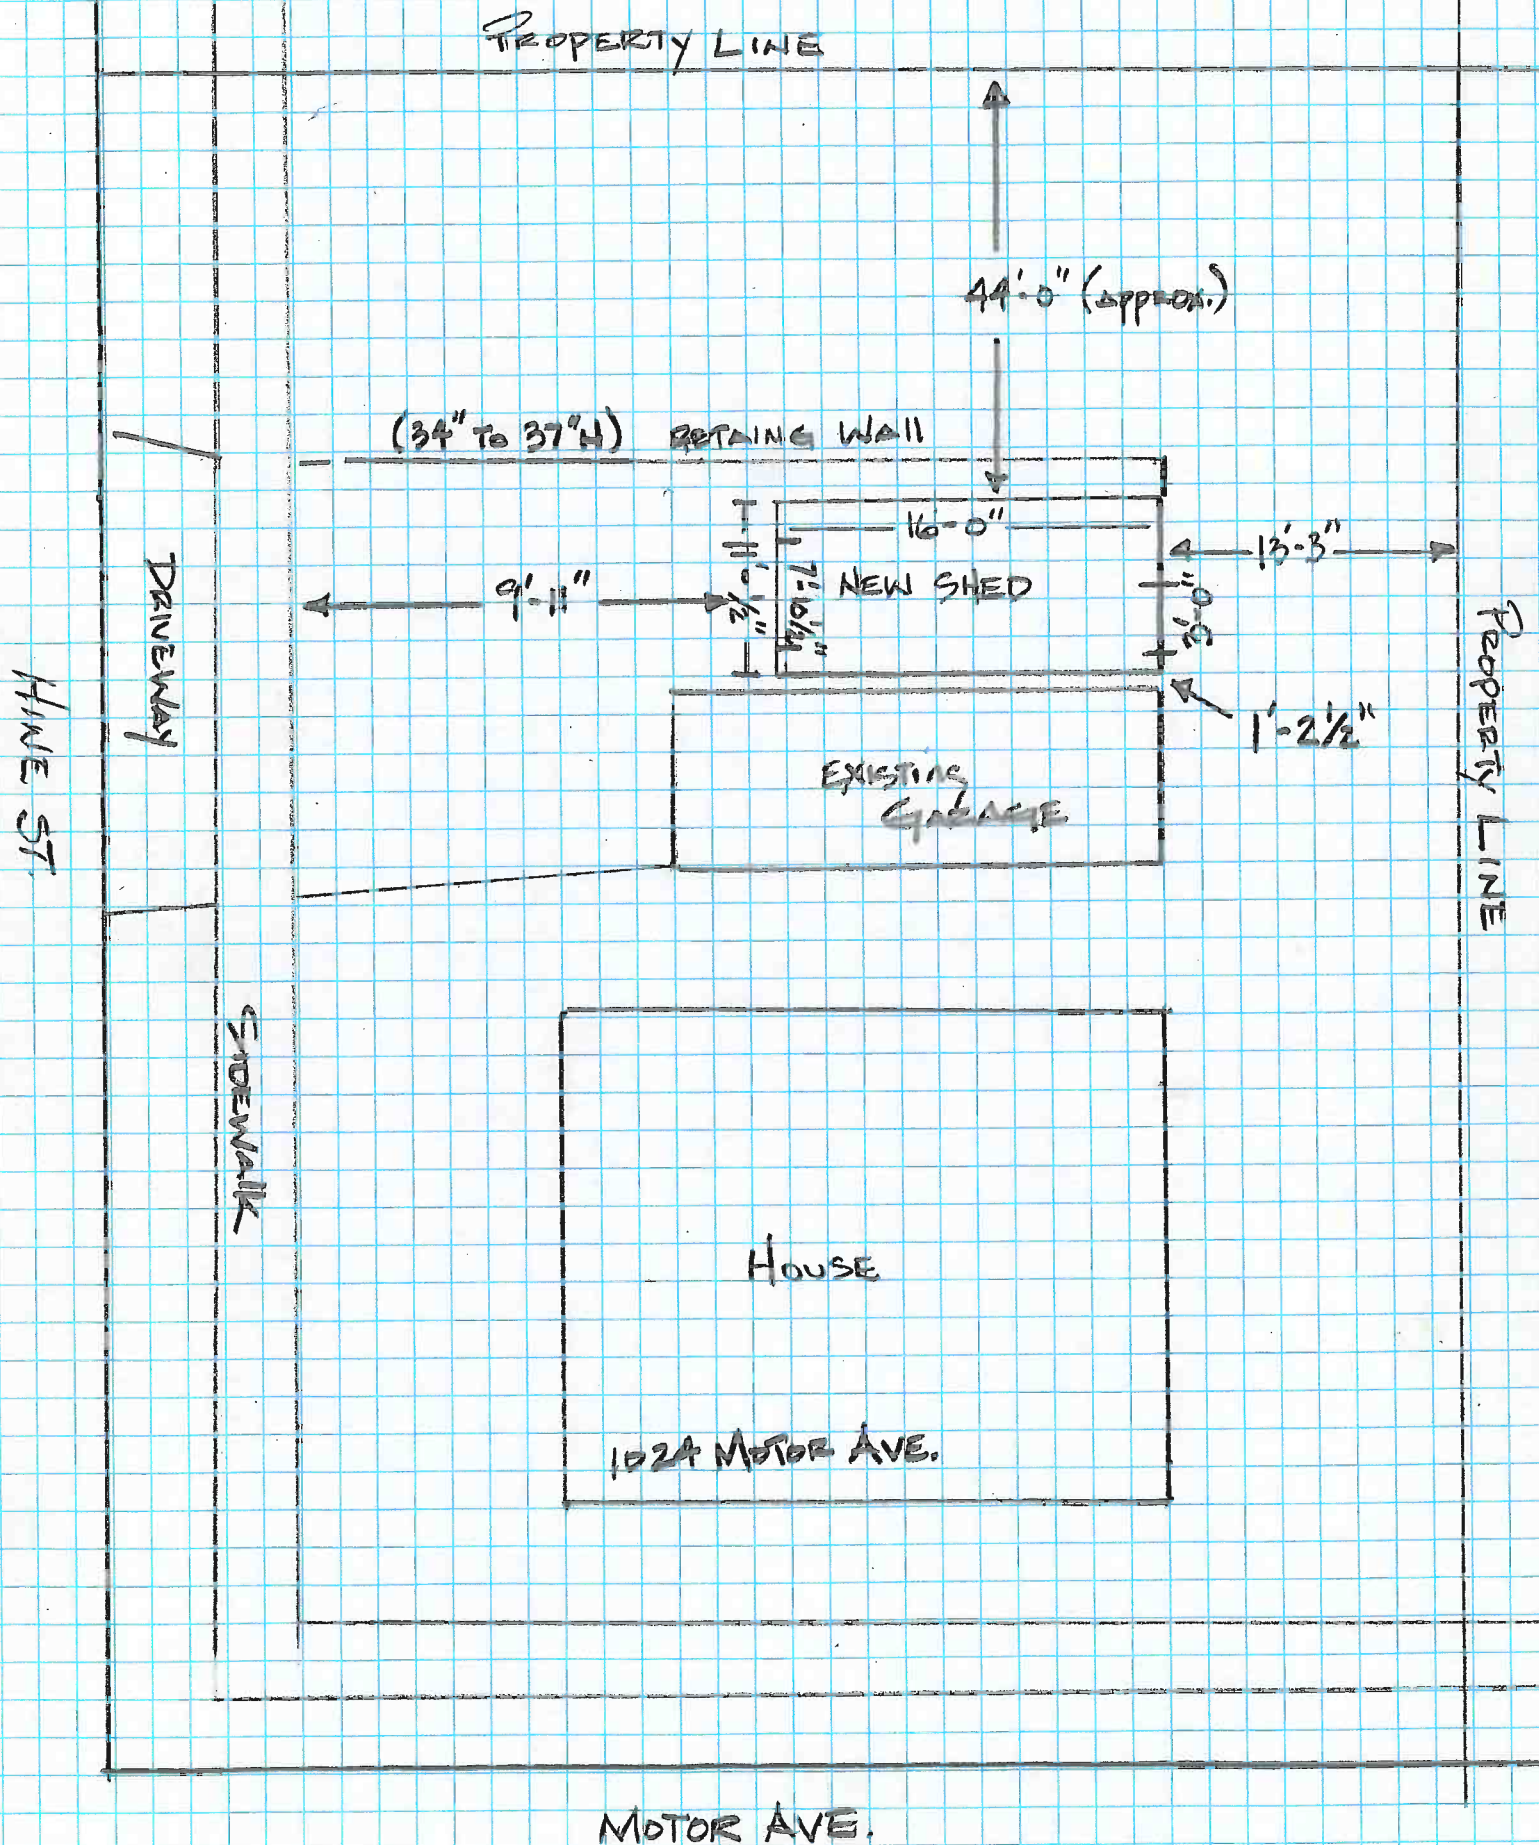 PROPERTY LINE
44'-0" (APPROX.)
(34" TO 37"H) RETAING WALL
16'-0"
13'-3"
9'-11"
NEW SHED
1'-2½"
EXISTING
GARAGE
DRIVEWAY
HINE ST.
PROPERTY LINE
SIDEWALK
HOUSE
1024 MOTOR AVE.
MOTOR AVE.